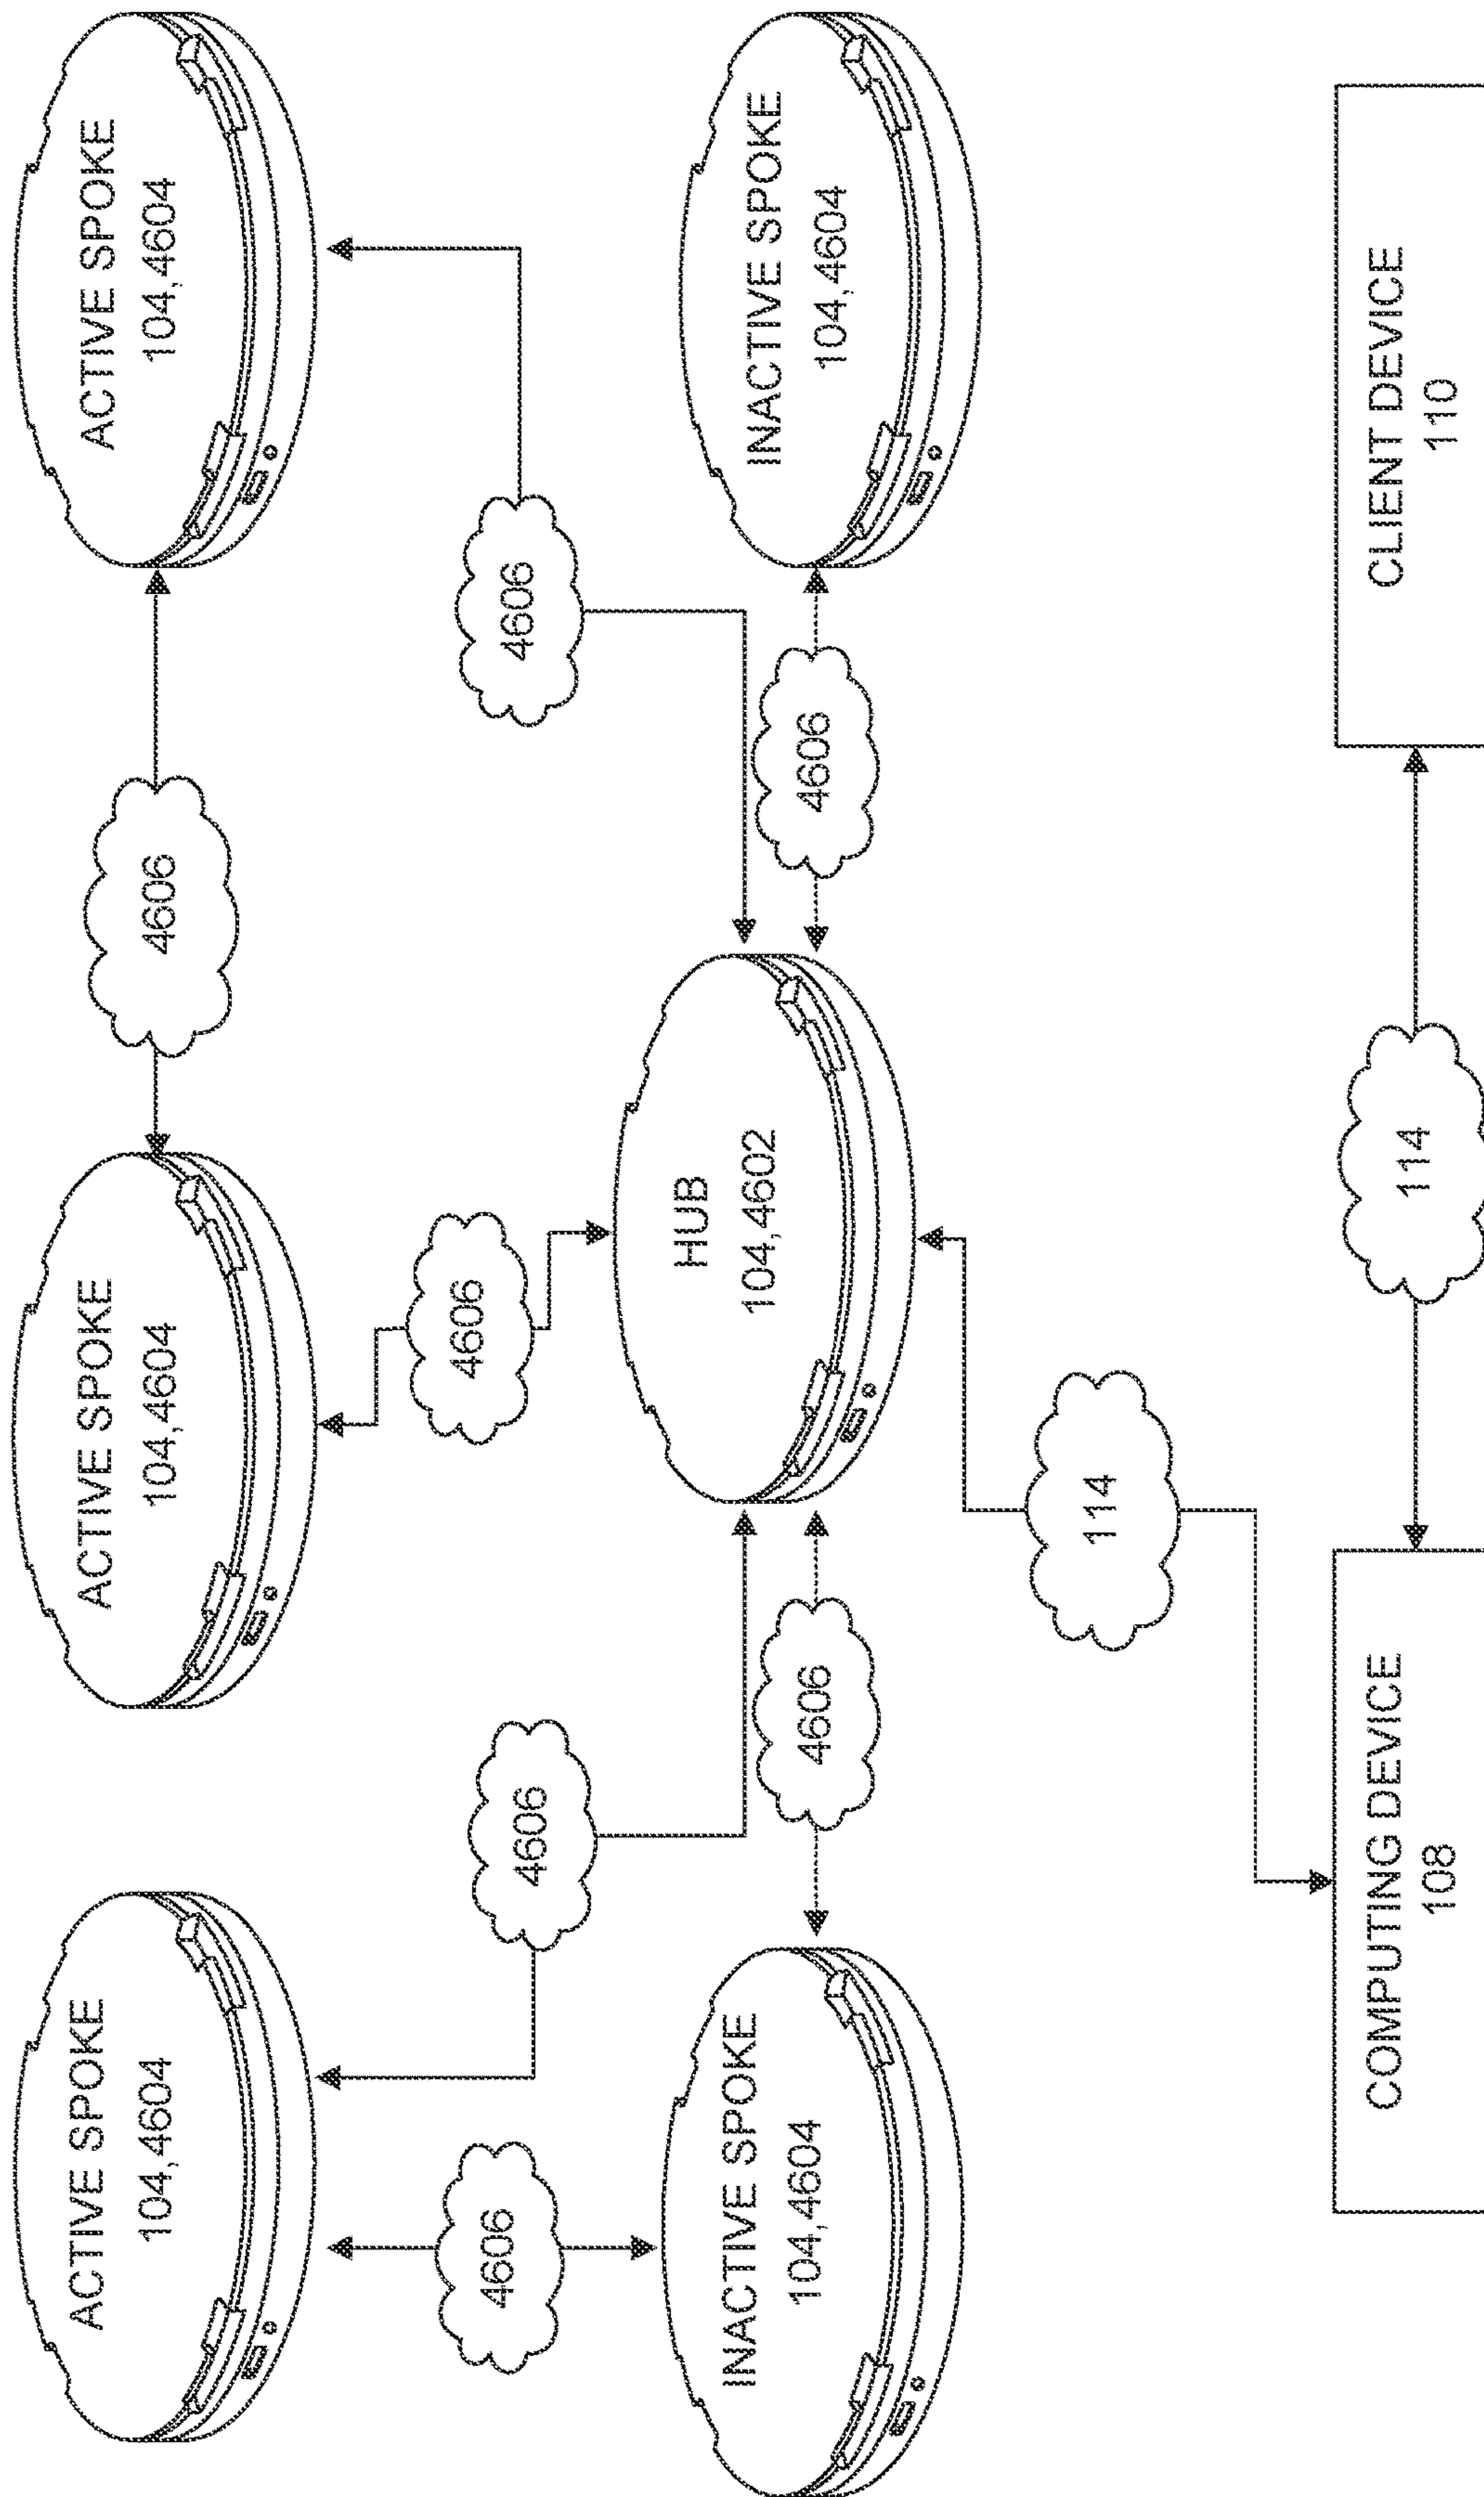 ACTIVE SPOKE
104,4604
ACTIVE SPOKE
104,4604
4606
ACTIVE SPOKE
104,4604
4606
4606
4606
4606
INACTIVE SPOKE
104,4604
4606
HUB
104,4602
4606
INACTIVE SPOKE
104,4604
114
COMPUTING DEVICE
108
114
CLIENT DEVICE
110